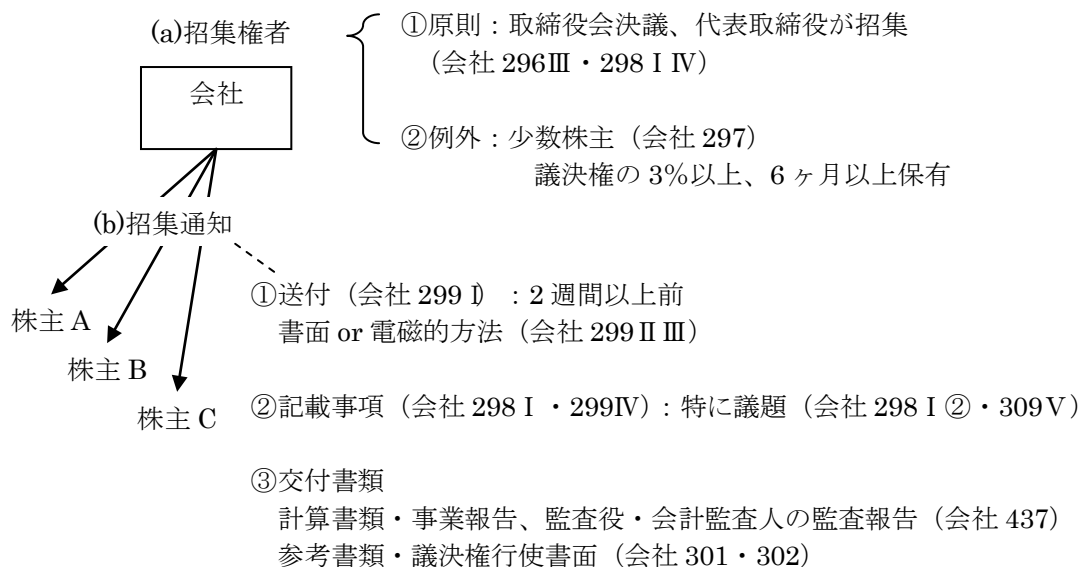 (a)招集権者
①原則：取締役会決議、代表取締役が招集
（会社 296Ⅲ・298ⅠⅣ）
会社
②例外：少数株主（会社 297）
議決権の 3％以上、6 ヶ月以上保有
(b)招集通知
①送付（会社 299Ⅰ）：2 週間以上前
書面 or 電磁的方法（会社 299ⅡⅢ）
株主 A
株主 B
株主 C
②記載事項（会社 298Ⅰ・299Ⅳ）：特に議題（会社 298Ⅰ②・309Ⅴ）
③交付書類
計算書類・事業報告、監査役・会計監査人の監査報告（会社 437）
参考書類・議決権行使書面（会社 301・302）